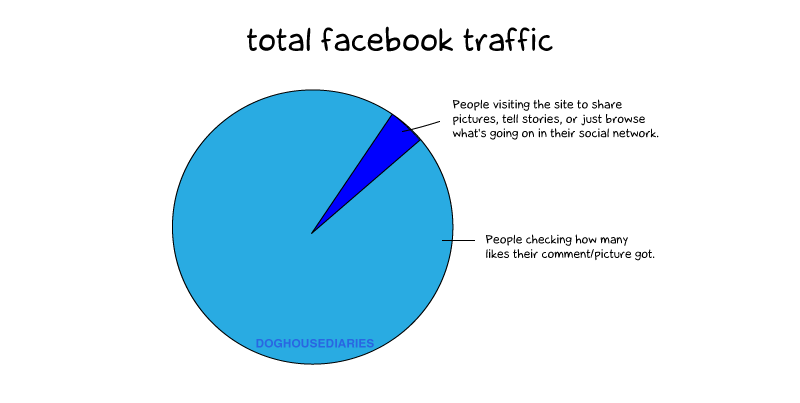 total facebook traffic
People visiting the site to share
pictures, tell stories, or just browse
what's going on in their social network.
People checking how many
likes their comment/picture got.
DOGHOUSEDIARIES